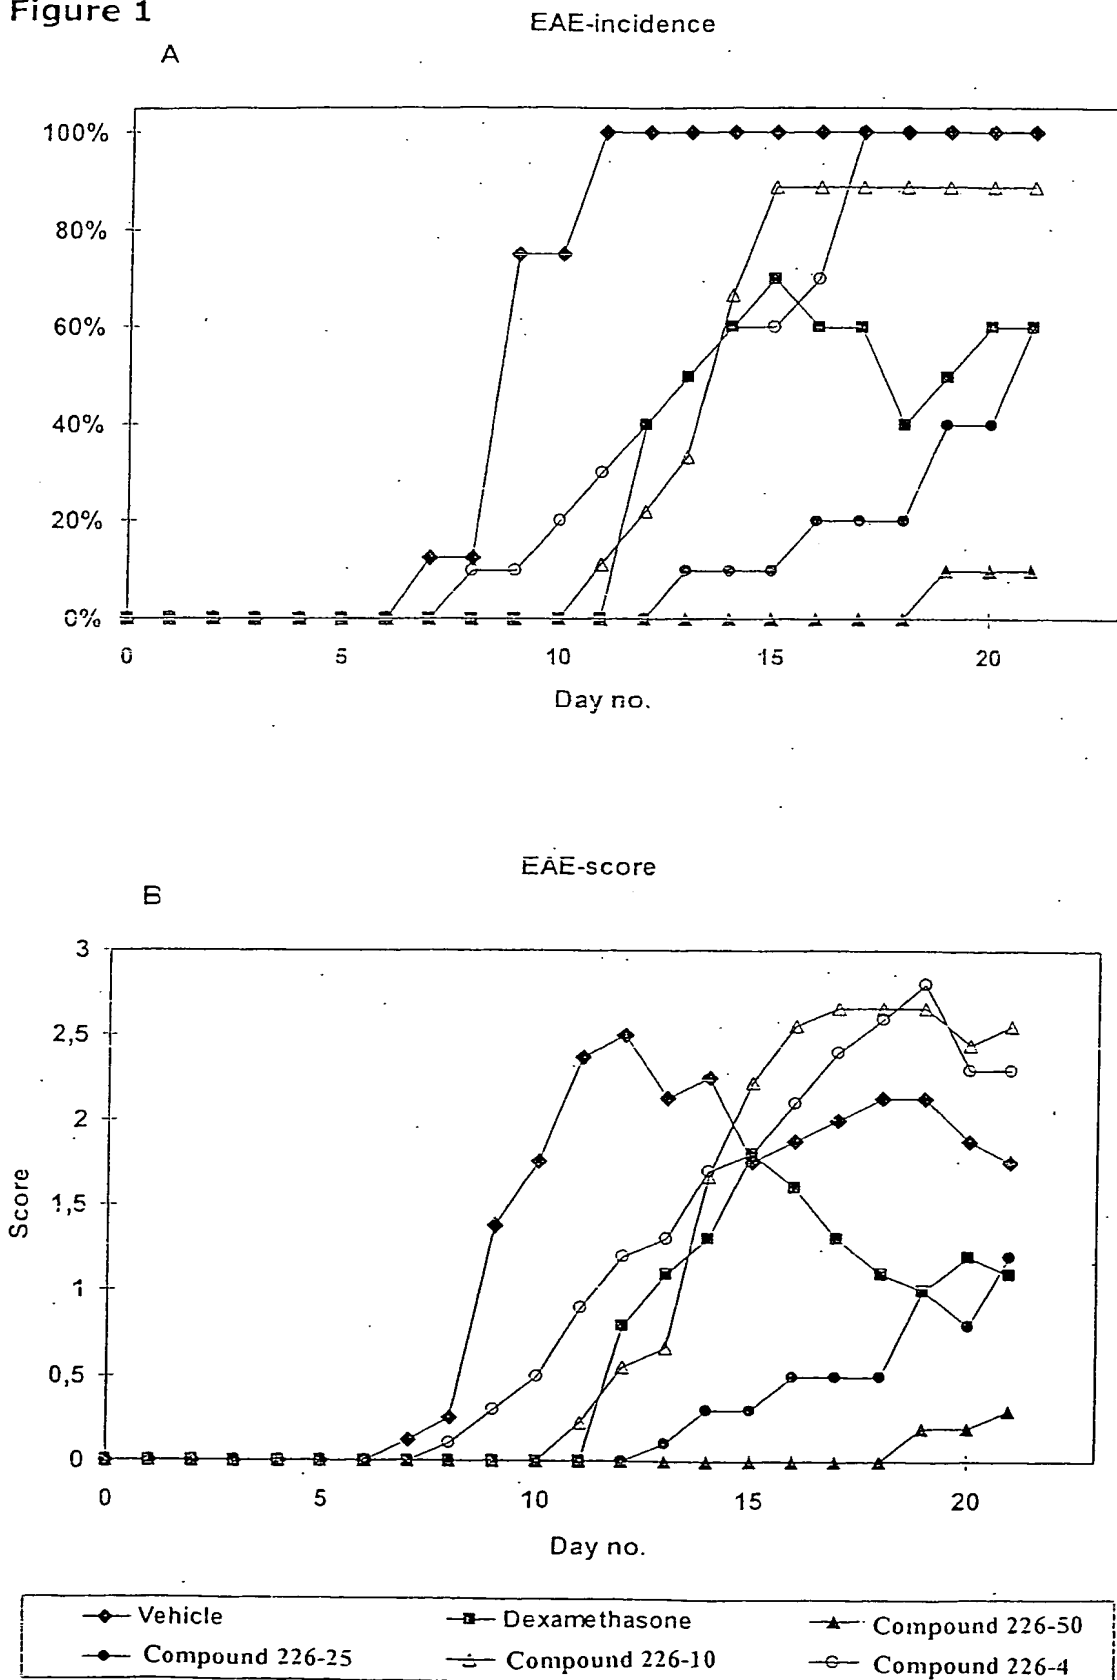 Figure 1
EAE-incidence
A
100%
80%
60%
40%
20%
0%
0 5 10 15 20
Day no.
EAE-score
B
3
2,5
2
1,5
1
0,5
0
Score
0 5 10 15 20
Day no.
Vehicle Dexamethasone Compound 226-50
Compound 226-25 Compound 226-10 Compound 226-4